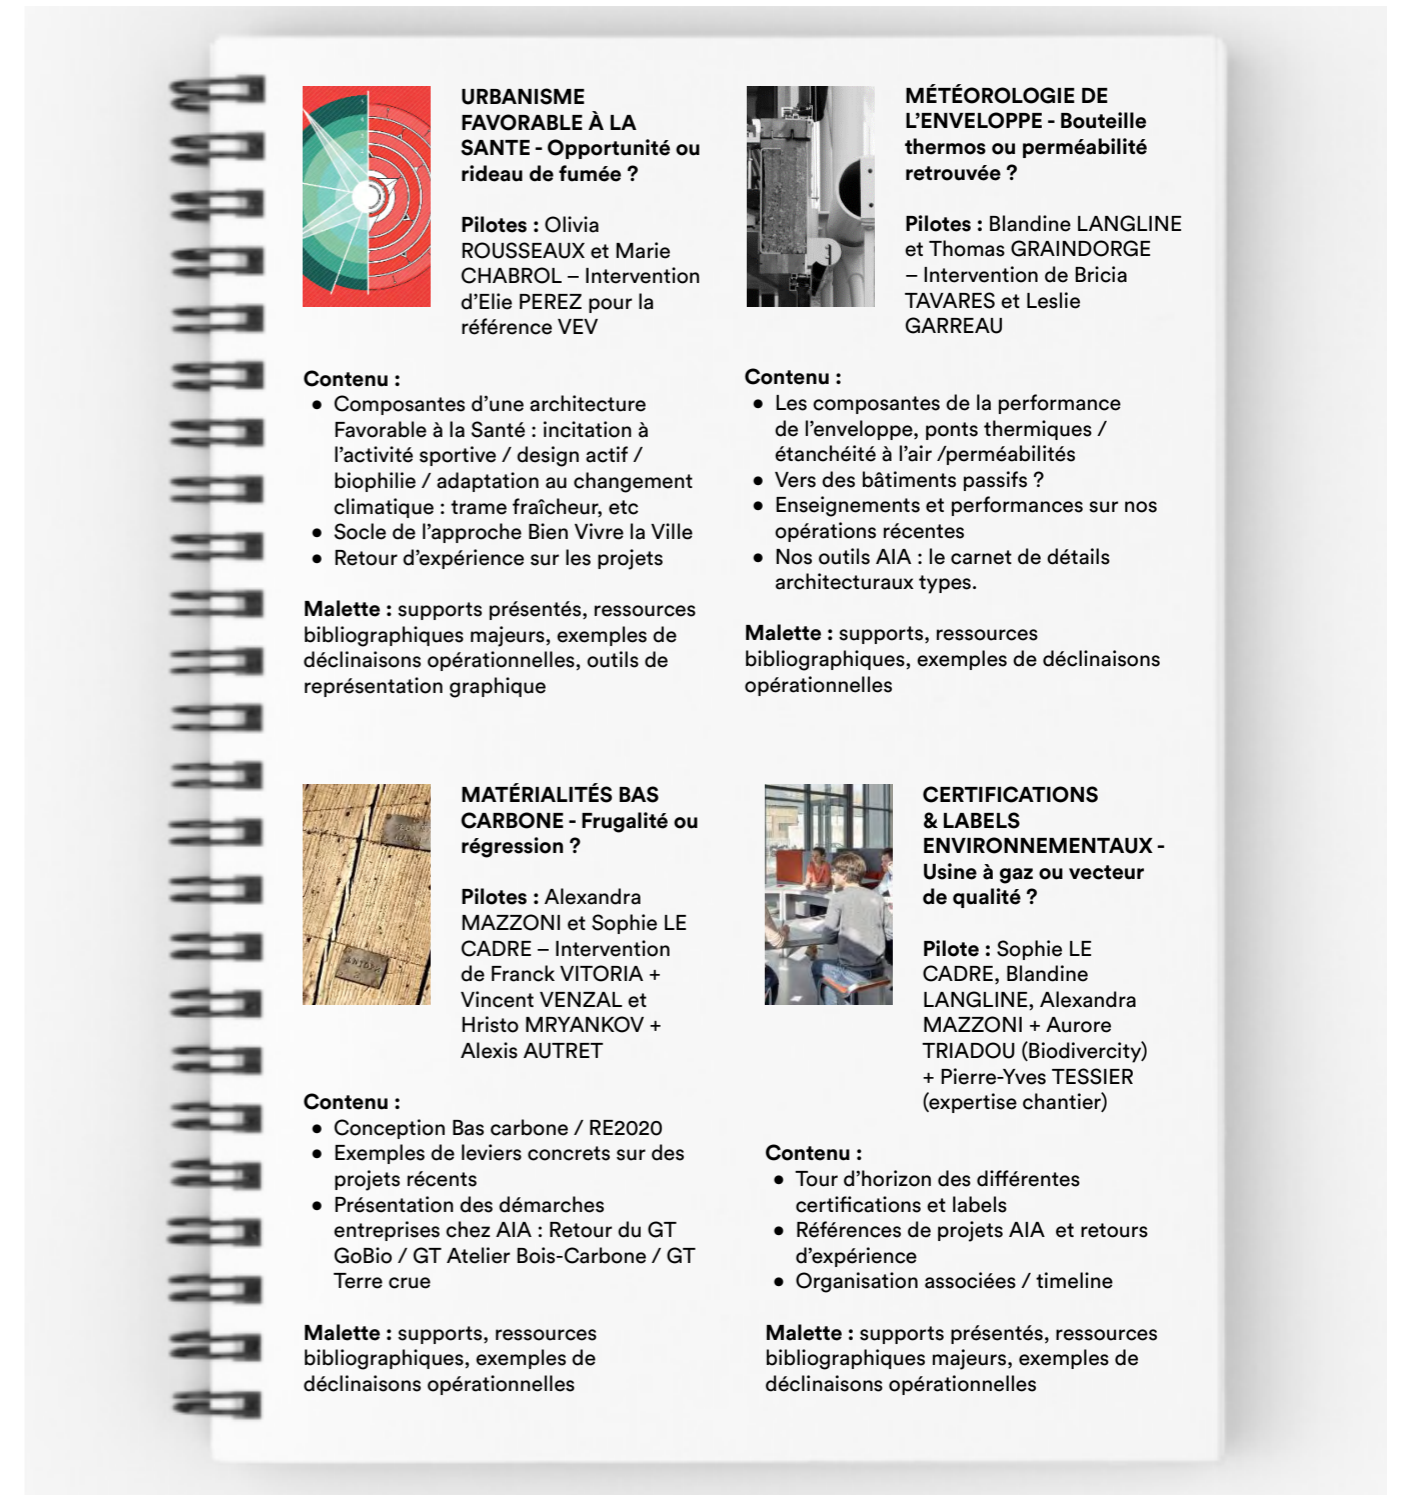 URBANISME
FAVORABLE À LA
SANTE - Opportunité ou
rideau de fumée ?
Pilotes : Olivia
ROUSSEAUX et Marie
CHABROL – Intervention
d’Elie PEREZ pour la
référence VEV
Contenu :
● Composantes d’une architecture
Favorable à la Santé : incitation à
l’activité sportive / design actif /
biophilie / adaptation au changement
climatique : trame fraîcheur, etc
● Socle de l’approche Bien Vivre la Ville
● Retour d’expérience sur les projets
Malette : supports présentés, ressources
bibliographiques majeurs, exemples de
déclinaisons opérationnelles, outils de
représentation graphique
MÉTÉOROLOGIE DE
L’ENVELOPPE - Bouteille
thermos ou perméabilité
retrouvée ?
Pilotes : Blandine LANGLINE
et Thomas GRAINDORGE
– Intervention de Bricia
TAVARES et Leslie
GARREAU
Contenu :
● Les composantes de la performance
de l’enveloppe, ponts thermiques /
étanchéité à l’air /perméabilités
● Vers des bâtiments passifs ?
● Enseignements et performances sur nos
opérations récentes
● Nos outils AIA : le carnet de détails
architecturaux types.
Malette : supports, ressources
bibliographiques, exemples de déclinaisons
opérationnelles
MATÉRIALITÉS BAS
CARBONE - Frugalité ou
régression ?
Pilotes : Alexandra
MAZZONI et Sophie LE
CADRE – Intervention
de Franck VITORIA +
Vincent VENZAL et
Hristo MRYANKOV +
Alexis AUTRET
Contenu :
● Conception Bas carbone / RE2020
● Exemples de leviers concrets sur des
projets récents
● Présentation des démarches
entreprises chez AIA : Retour du GT
GoBio / GT Atelier Bois-Carbone / GT
Terre crue
Malette : supports, ressources
bibliographiques, exemples de
déclinaisons opérationnelles
CERTIFICATIONS
& LABELS
ENVIRONNEMENTAUX -
Usine à gaz ou vecteur
de qualité ?
Pilote : Sophie LE
CADRE, Blandine
LANGLINE, Alexandra
MAZZONI + Aurore
TRIADOU (Biodivercity)
+ Pierre-Yves TESSIER
(expertise chantier)
Contenu :
● Tour d’horizon des différentes
certifications et labels
● Références de projets AIA et retours
d’expérience
● Organisation associées / timeline
Malette : supports présentés, ressources
bibliographiques majeurs, exemples de
déclinaisons opérationnelles